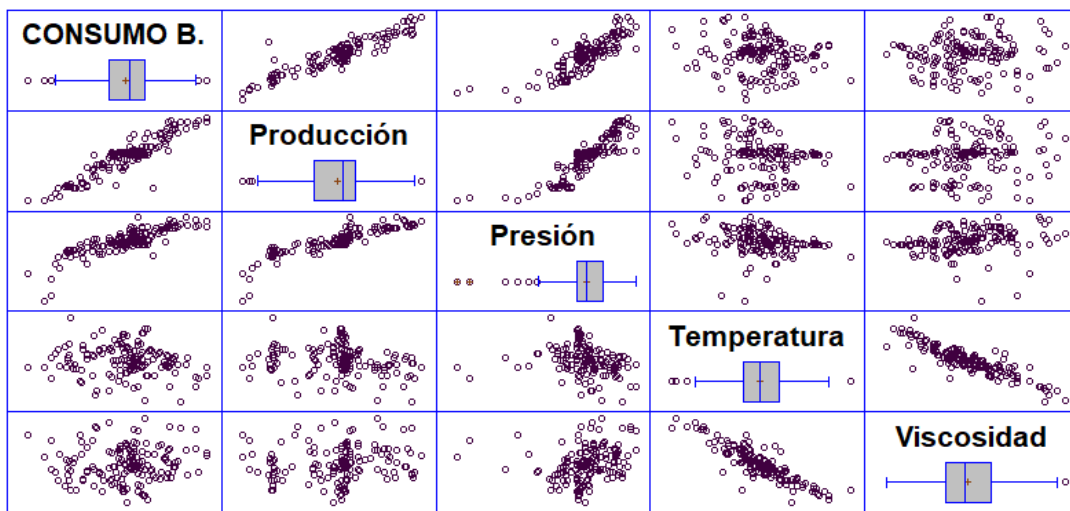 CONSUMO B.
Producción
Presión
Temperatura
Viscosidad